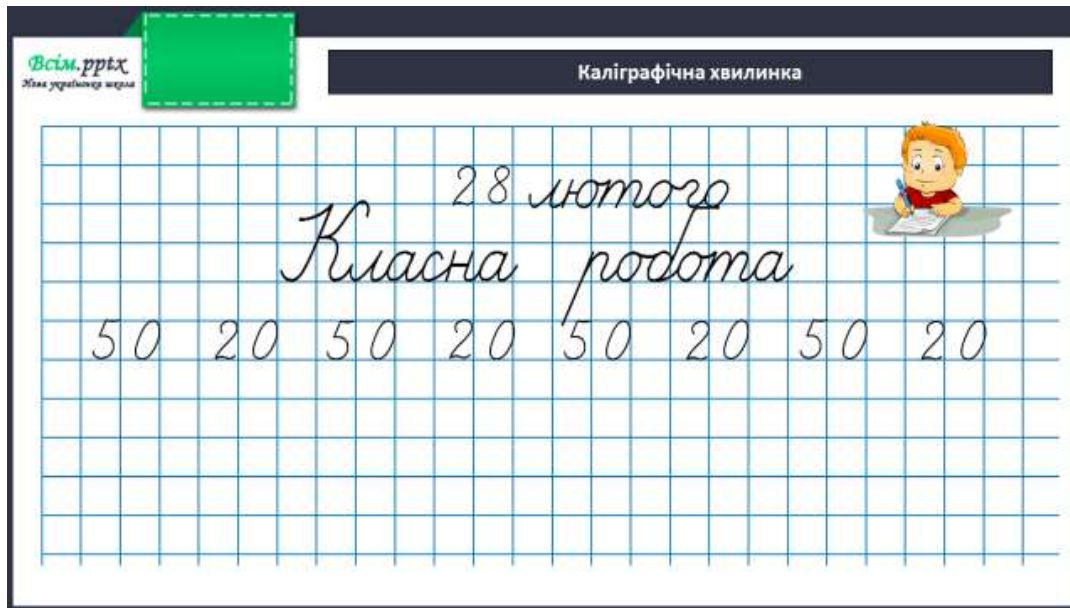 Всім.pptx
Нова українська школа
Каліграфічна хвилинка
28 лютого
Класна робота
50 20 50 20 50 20 50 20